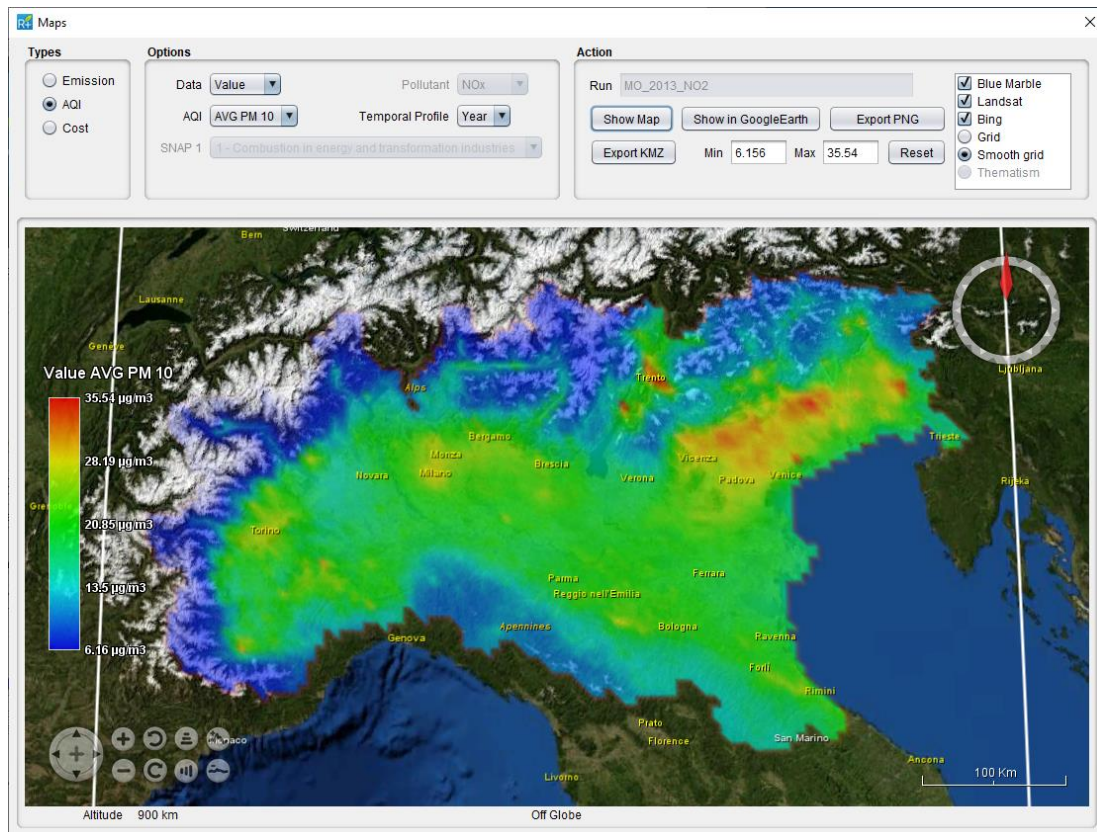 R+ Maps
Types
Emission
AQI
Cost
Options
Data Value Pollutant NOx
AQI AVG PM 10 Temporal Profile Year
SNAP 1 1 - Combustion in energy and transformation industries
Action
Run MO_2013_NO2
Show Map Show in GoogleEarth Export PNG
Export KMZ Min 6.156 Max 35.54 Reset
Blue Marble
Landsat
Bing
Grid
Smooth grid
Thematism
Switzerland
Bern
Lausanne
Geneve
Ljubljana
Value AVG PM 10
35.54 µg/m3
28.19 µg/m3
20.85 µg/m3
13.5 µg/m3
6.16 µg/m3
Alps
Trento
Bergamo
Monza
Milano
Novara
Brescia
Verona
Vicenza
Padova
Venice
Trieste
Rijeka
Torino
Parma
Reggio nell'Emilia
Ferrara
Apennines
Bologna
Genova
Ravenna
Forlì
Rimini
Prato
Florence
San Marino
Monaco
Livorno
Ancona
100 Km
Altitude 900 km
Off Globe